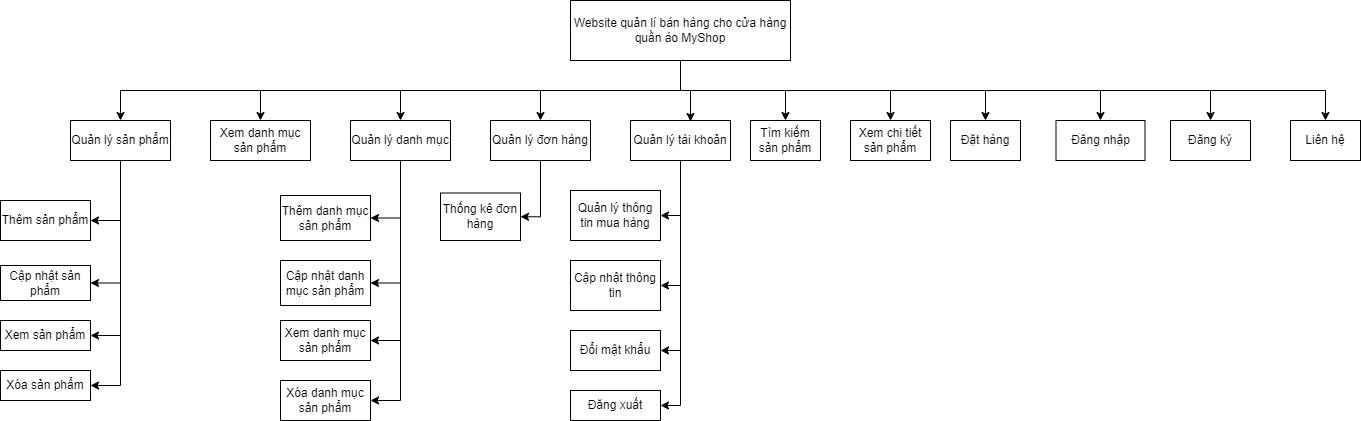 Website quản lí bán hàng cho cửa hàng
quần áo MyShop
Quản lý sản phẩm
Xem danh mục
sản phẩm
Quản lý danh mục
Quản lý đơn hàng
Quản lý tài khoản
Tìm kiếm
sản phẩm
Xem chi tiết
sản phẩm
Đặt hàng
Đăng nhập
Đăng ký
Liên hệ
Thêm sản phẩm
Cập nhật sản
phẩm
Xem sản phẩm
Xóa sản phẩm
Thêm danh mục
sản phẩm
Cập nhật danh
mục sản phẩm
Xem danh mục
sản phẩm
Xóa danh mục
sản phẩm
Thống kê đơn
hàng
Quản lý thông
tin mua hàng
Cập nhật thông
tin
Đổi mật khẩu
Đăng xuất